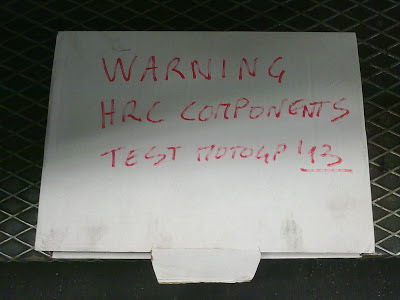 WARNING
HRC COMPONENTS
TEST MOTOGP '13